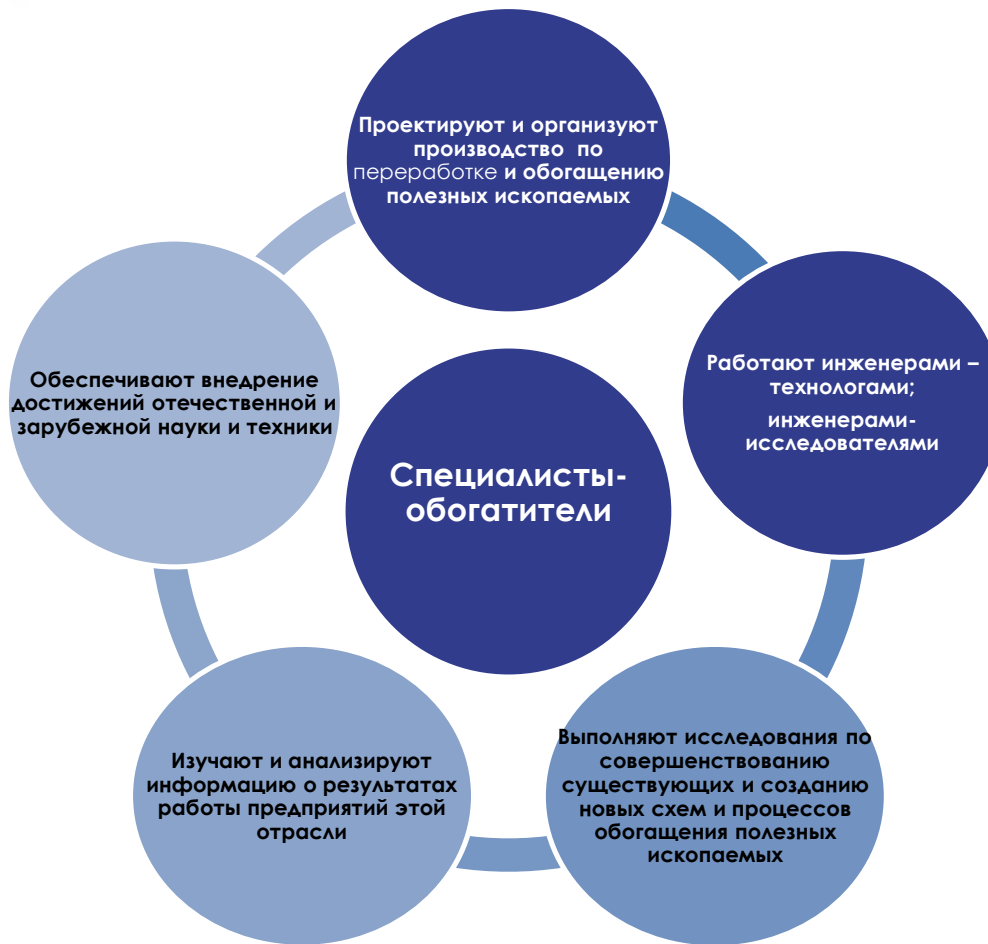 Проектируют и организуют
производство по
переработке и обогащению
полезных ископаемых
Работают инженерами –
технологами;
инженерами-
исследователями
Выполняют исследования по
совершенствованию
существующих и созданию
новых схем и процессов
обогащения полезных
ископаемых
Изучают и анализируют
информацию о результатах
работы предприятий этой
отрасли
Обеспечивают внедрение
достижений отечественной и
зарубежной науки и техники
Специалисты-
обогатители